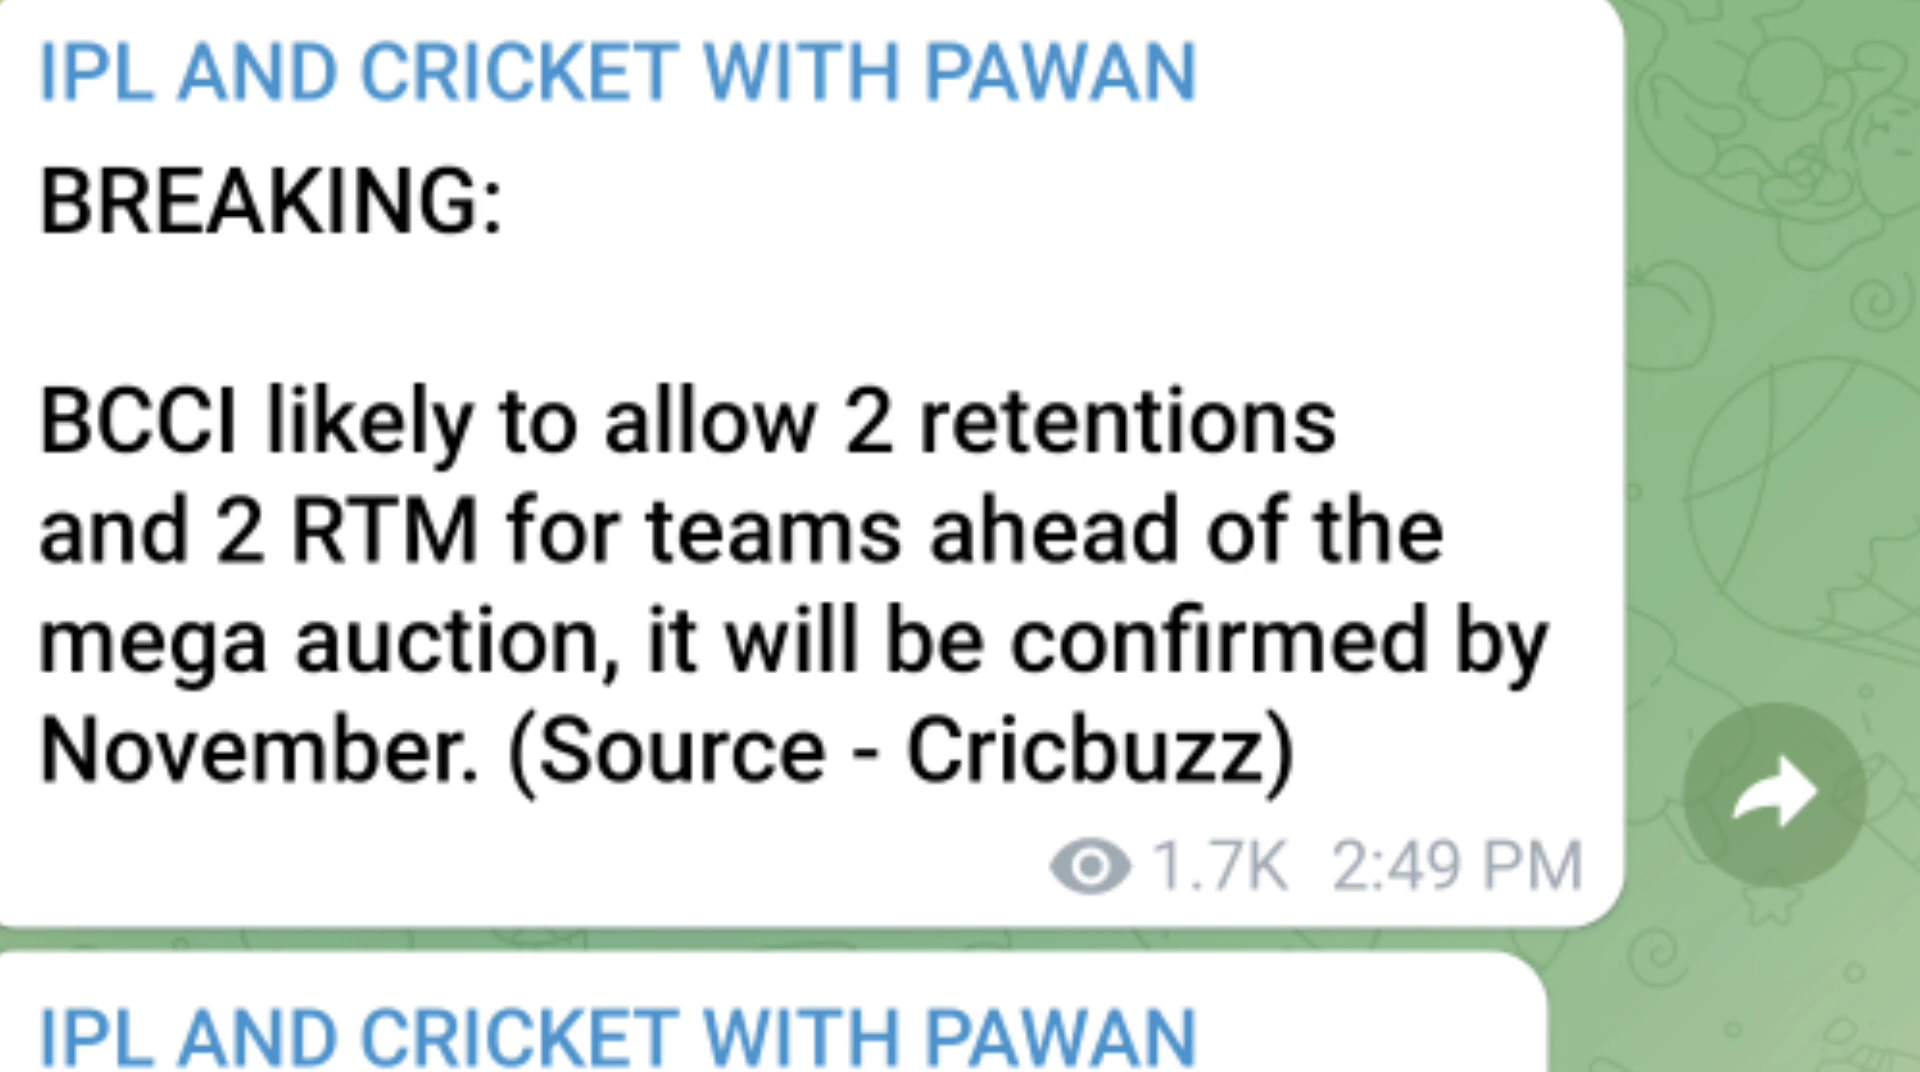 IPL AND CRICKET WITH PAWAN
BREAKING:
BCCI likely to allow 2 retentions
and 2 RTM for teams ahead of the
mega auction, it will be confirmed by
November. (Source - Cricbuzz)
1.7K 2:49 PM
IPL AND CRICKET WITH PAWAN